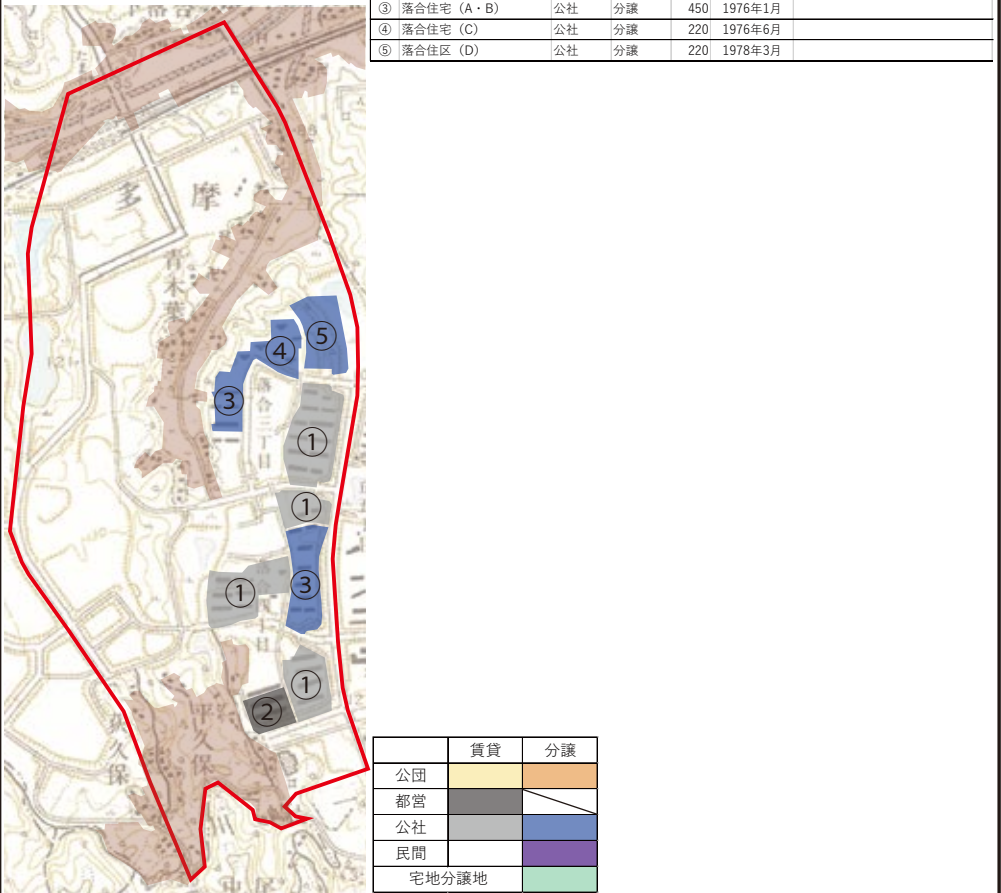 ③ 落合住宅（A・B） 公社 分譲 450 1976年1月
④ 落合住宅（C） 公社 分譲 220 1976年6月
⑤ 落合住区（D） 公社 分譲 220 1978年3月
多摩
青木葉
⑤
④
③
落合三丁目
①
①
③
①
①
②
平久保
賃貸 分譲
公団
都営
公社
民間
宅地分譲地